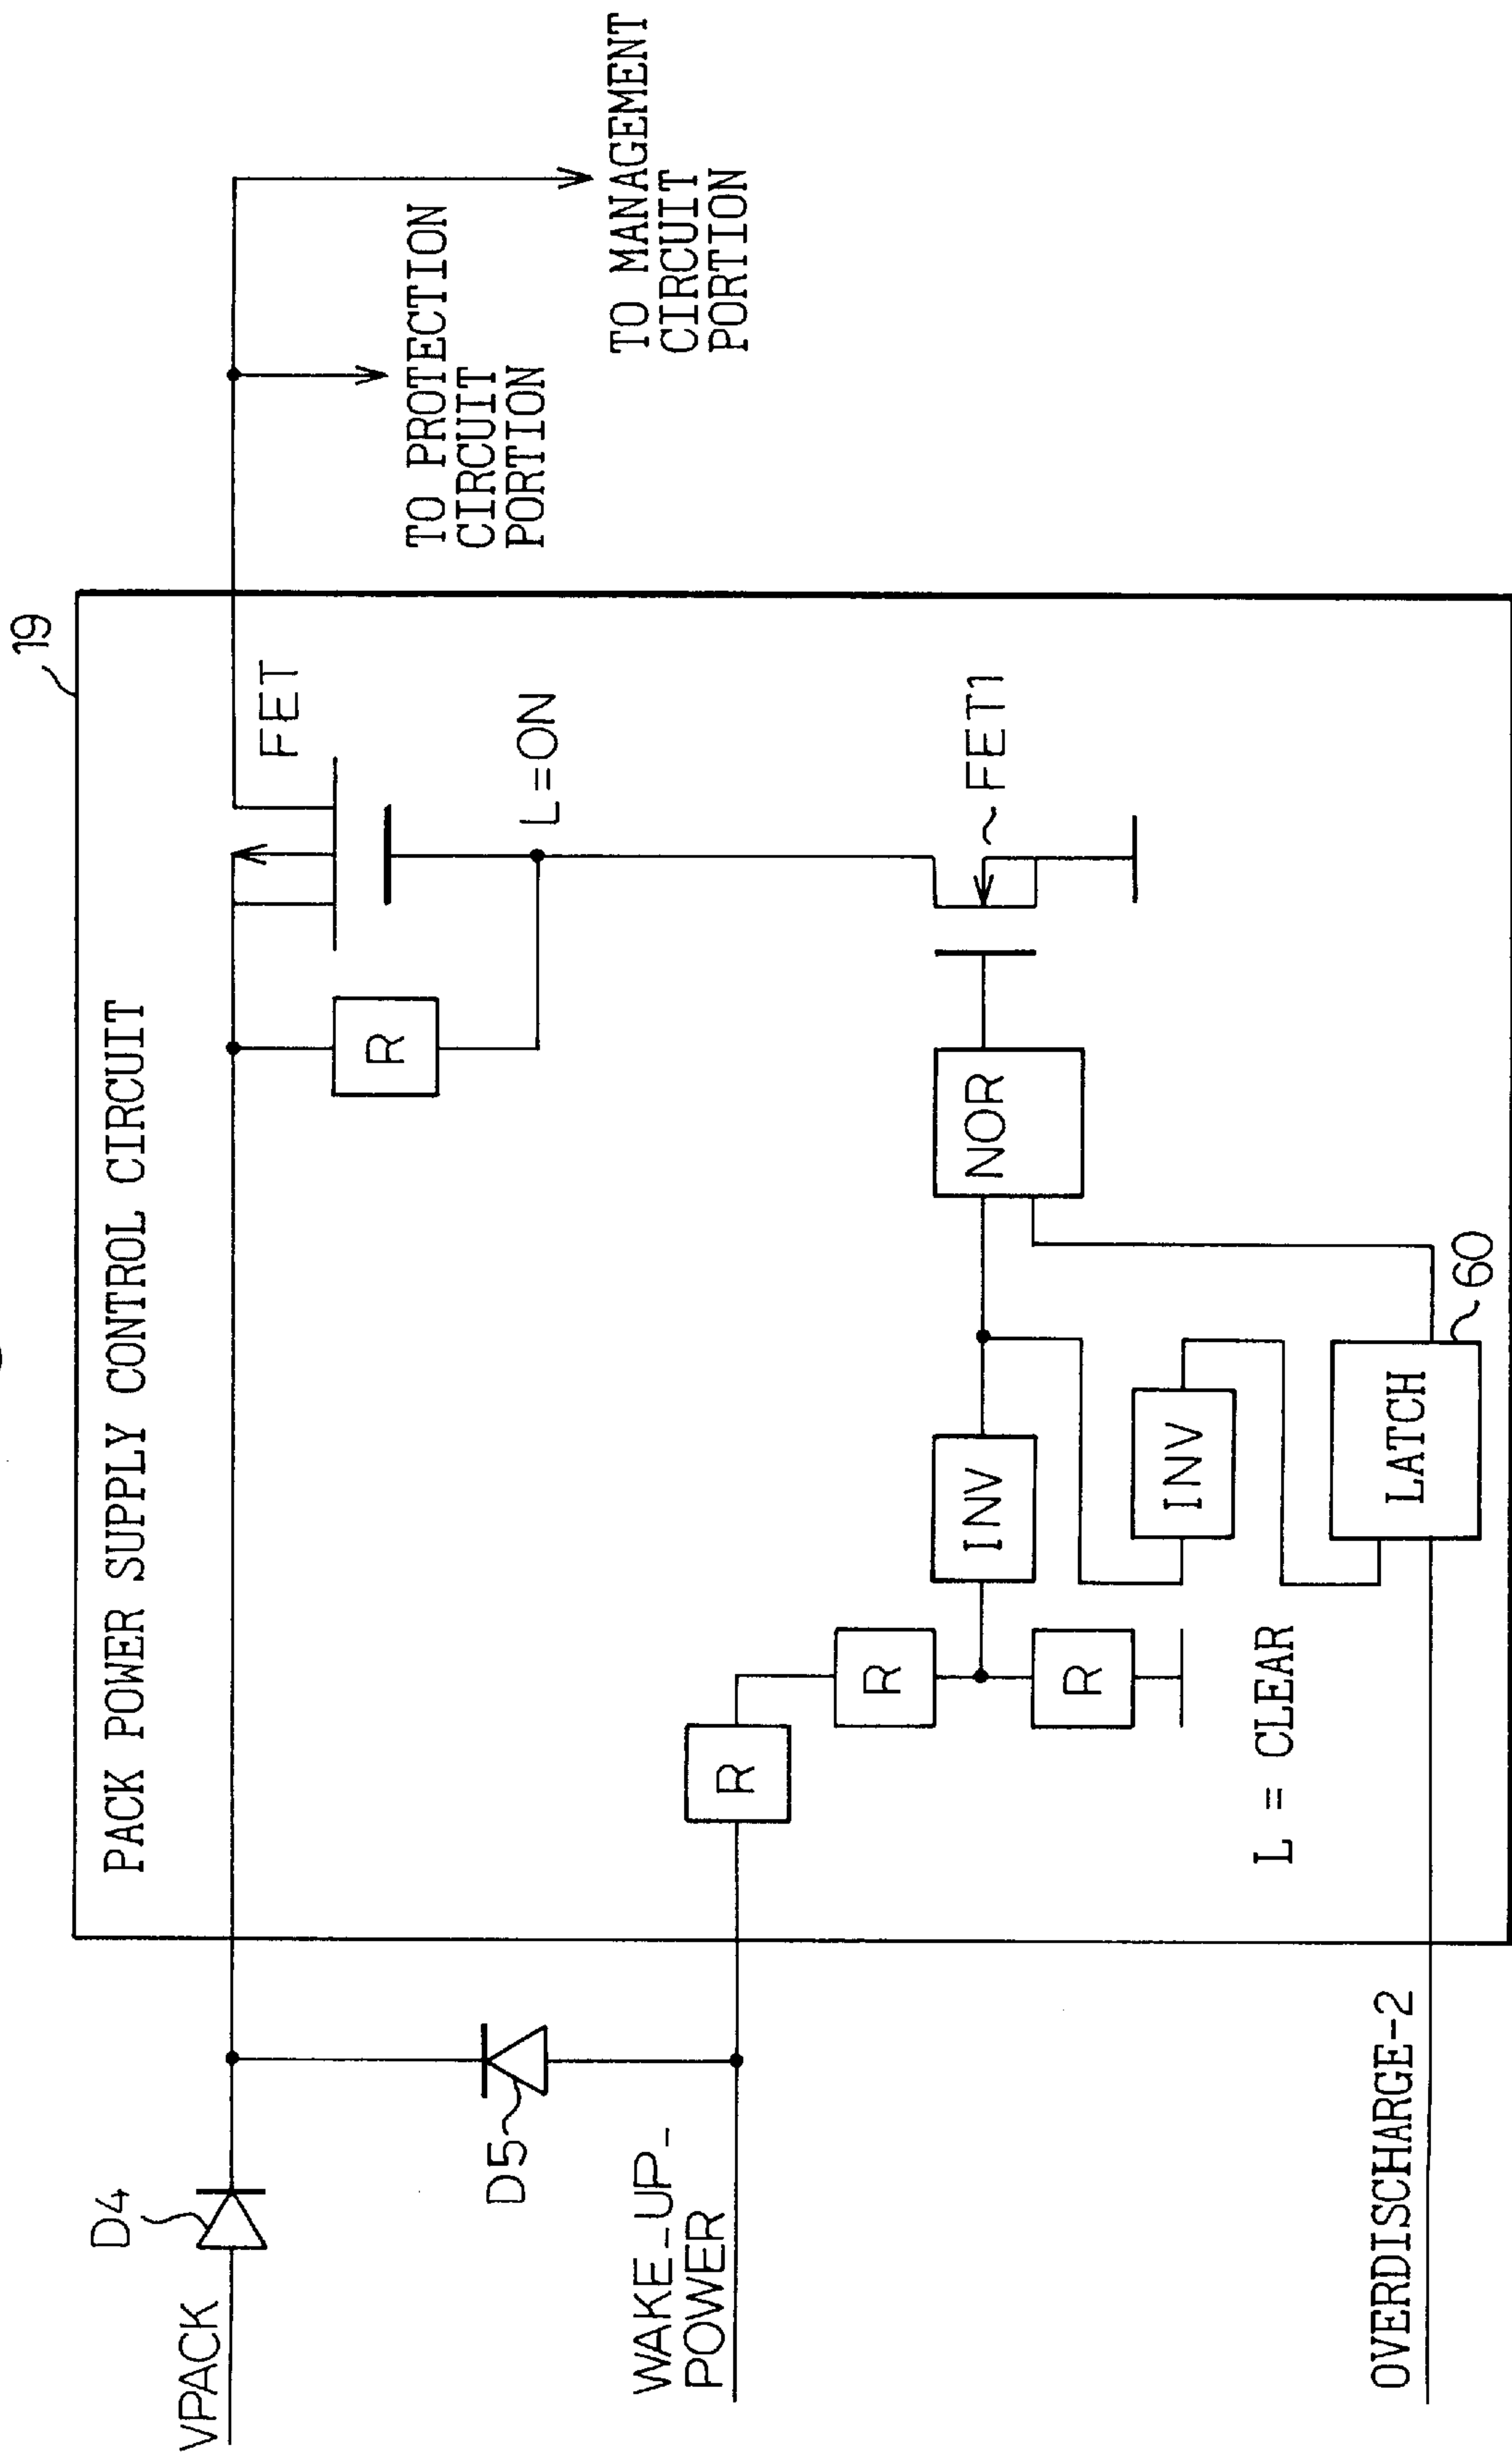 19
PACK POWER SUPPLY CONTROL CIRCUIT
D4
VPACK
FET
R
L=ON
TO PROTECTION
CIRCUIT
PORTION
TO MANAGEMENT
CIRCUIT
PORTION
D5
WAKE_UP_
POWER
R
R
R
INV
NOR
FET1
INV
L = CLEAR
LATCH
60
OVERDISCHARGE-2